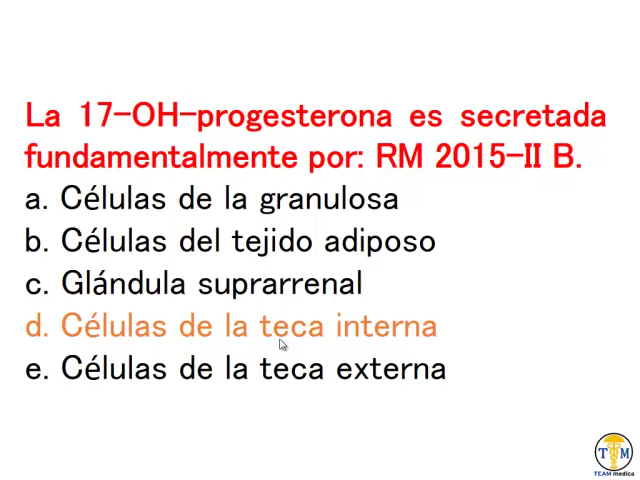 La 17-OH-progesterona es secretada
fundamentalmente por: RM 2015-II B.
a. Células de la granulosa
b. Células del tejido adiposo
c. Glándula suprarrenal
d. Células de la teca interna
e. Células de la teca externa
T M
TEAM medica